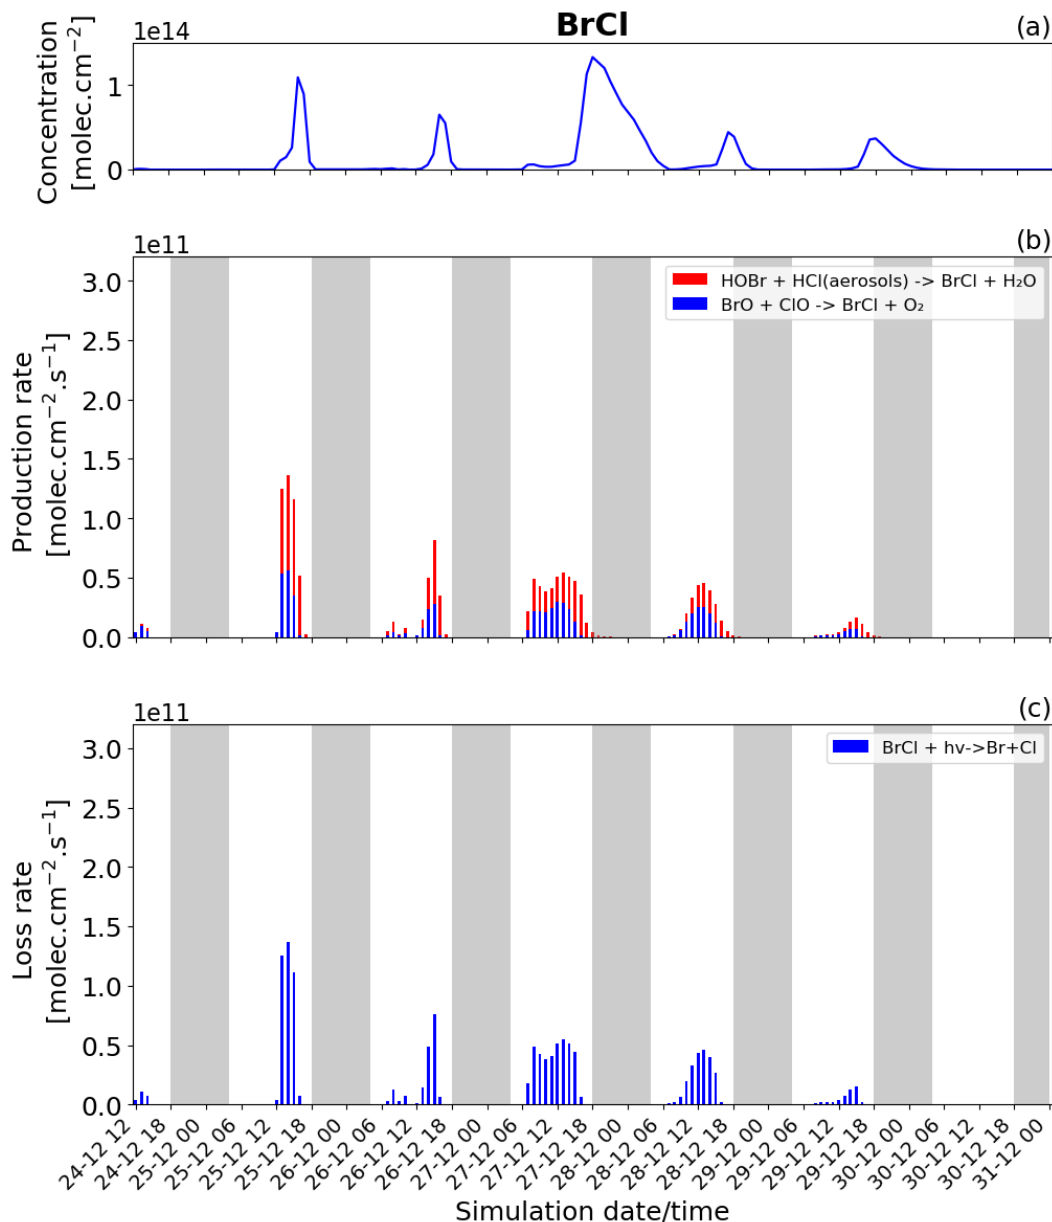 BrCl
(a)
1e14
Concentration
[molec.cm⁻²]
1
0
1e11
(b)
Production rate
[molec.cm⁻².s⁻¹]
3.0
2.5
2.0
1.5
1.0
0.5
0.0
HOBr + HCl(aerosols) -> BrCl + H₂O
BrO + ClO -> BrCl + O₂
1e11
(c)
Loss rate
[molec.cm⁻².s⁻¹]
3.0
2.5
2.0
1.5
1.0
0.5
0.0
BrCl + hv->Br+Cl
24-12 12
24-12 18
25-12 00
25-12 06
25-12 12
25-12 18
26-12 00
26-12 06
26-12 12
26-12 18
27-12 00
27-12 06
27-12 12
27-12 18
28-12 00
28-12 06
28-12 12
28-12 18
29-12 00
29-12 06
29-12 12
29-12 18
30-12 00
30-12 06
30-12 12
30-12 18
31-12 00
Simulation date/time